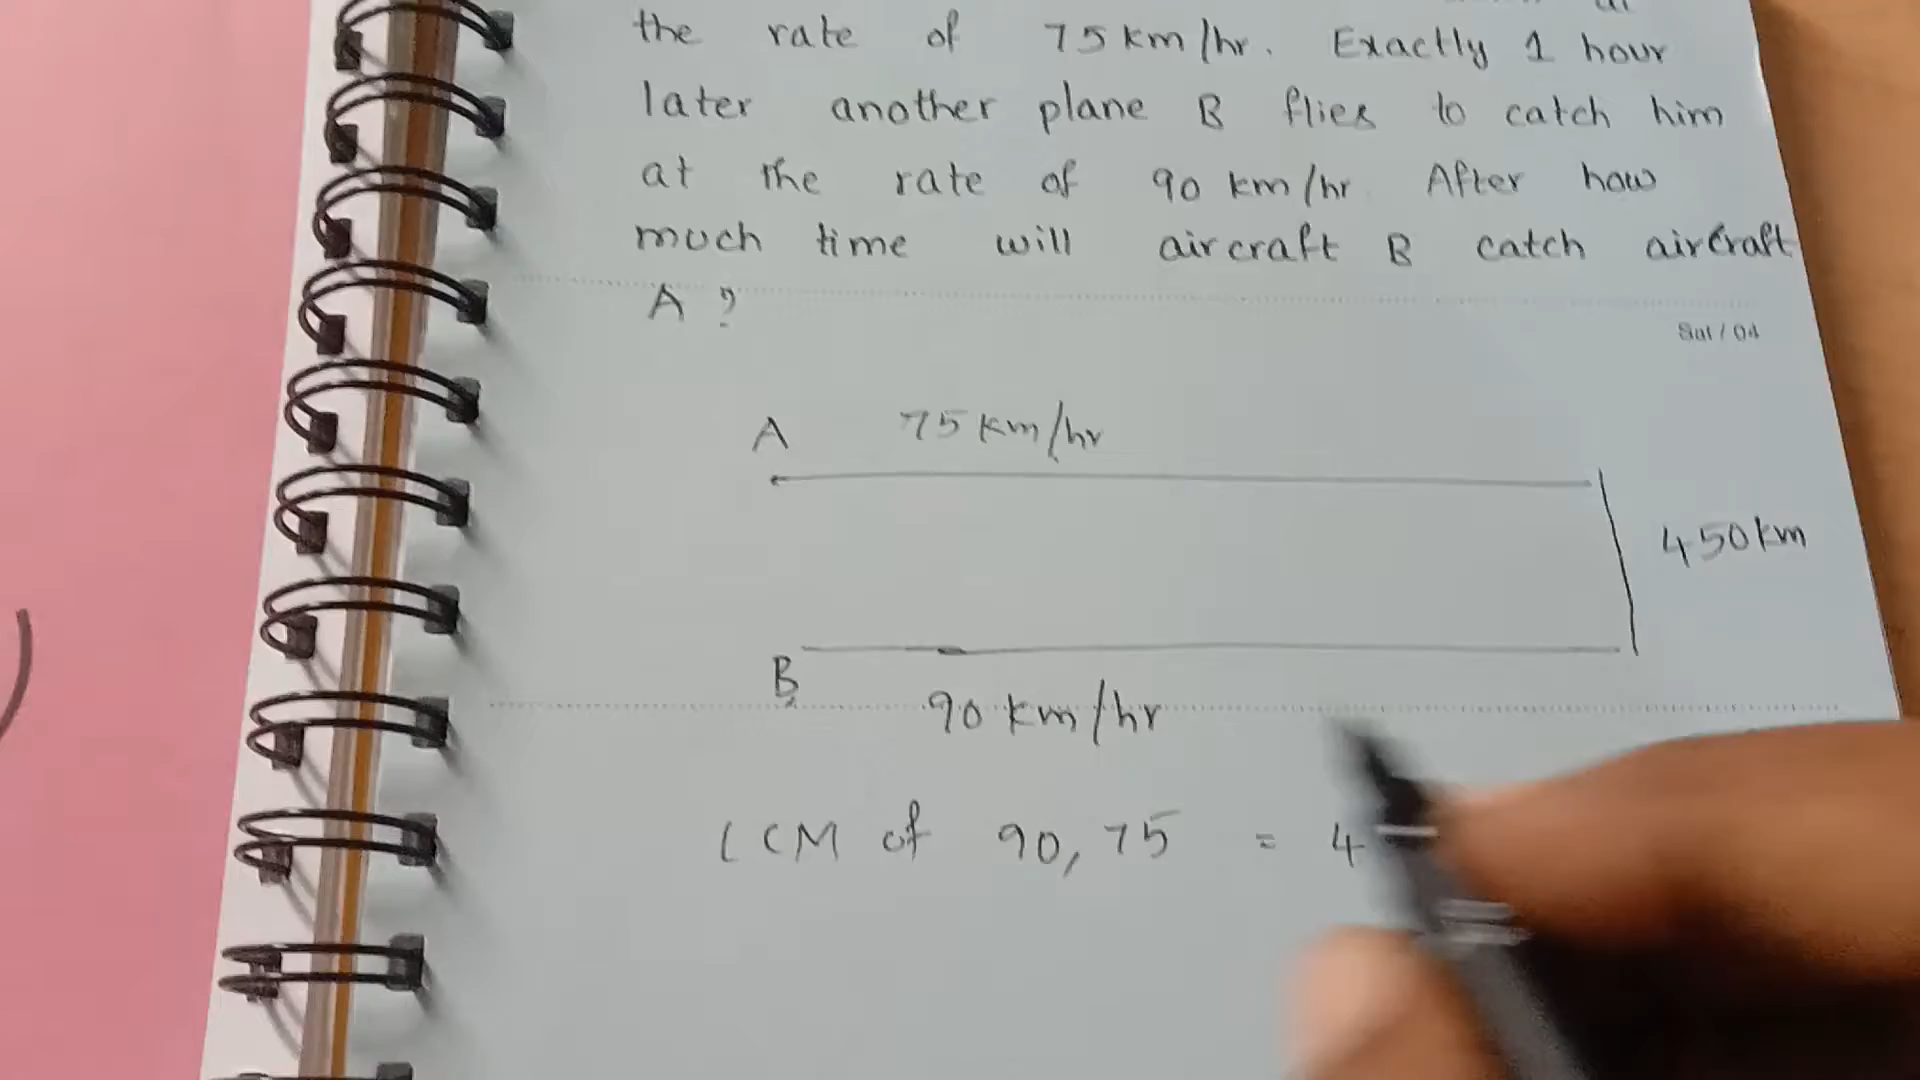 the rate of 75 km/hr. Exactly 1 hour
later another plane B flies to catch him
at the rate of 90 km/hr After how
much time will aircraft B catch aircraft
A ?
Sat / 04
A 75 km/hr
450 km
B
90 km/hr
LCM of 90, 75 = 4